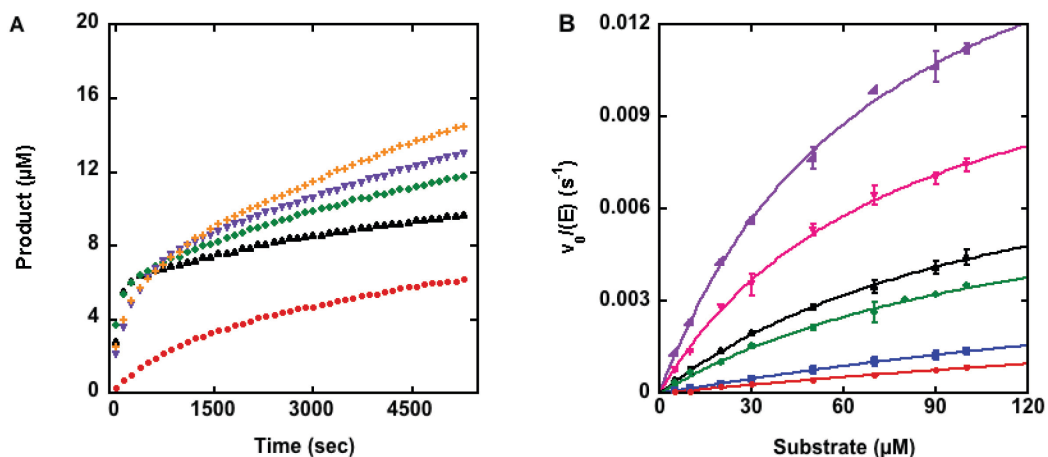 A
Product (µM)
20
16
12
8
4
0
0 1500 3000 4500
Time (sec)
B
v₀/(E) (s⁻¹)
0.012
0.009
0.006
0.003
0
0 30 60 90 120
Substrate (µM)